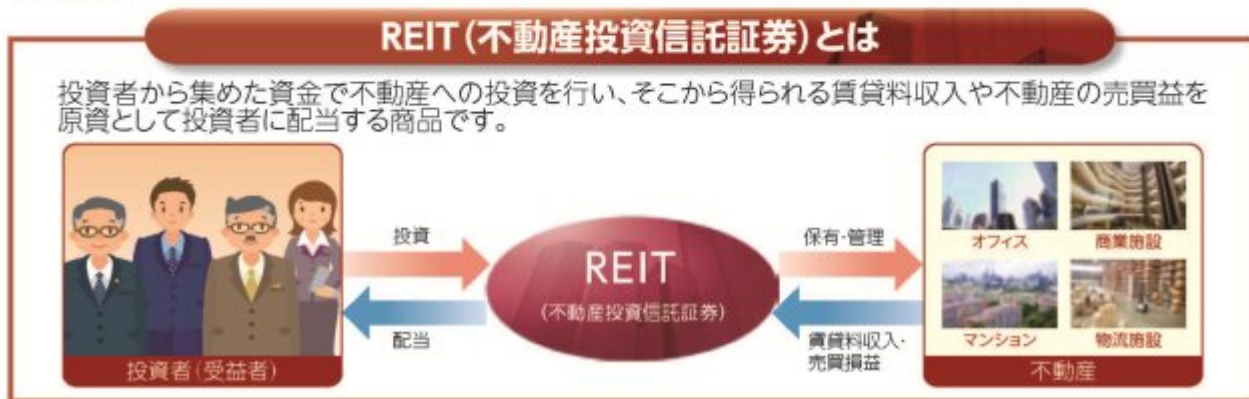 REIT(不動産投資信託証券)とは
投資者から集めた資金で不動産への投資を行い、そこから得られる賃貸料収入や不動産の売買益を
原資として投資者に配当する商品です。
投資
配当
投資者(受益者)
REIT
(不動産投資信託証券)
保有・管理
賃貸料収入・
売買損益
オフィス
商業施設
マンション
物流施設
不動産